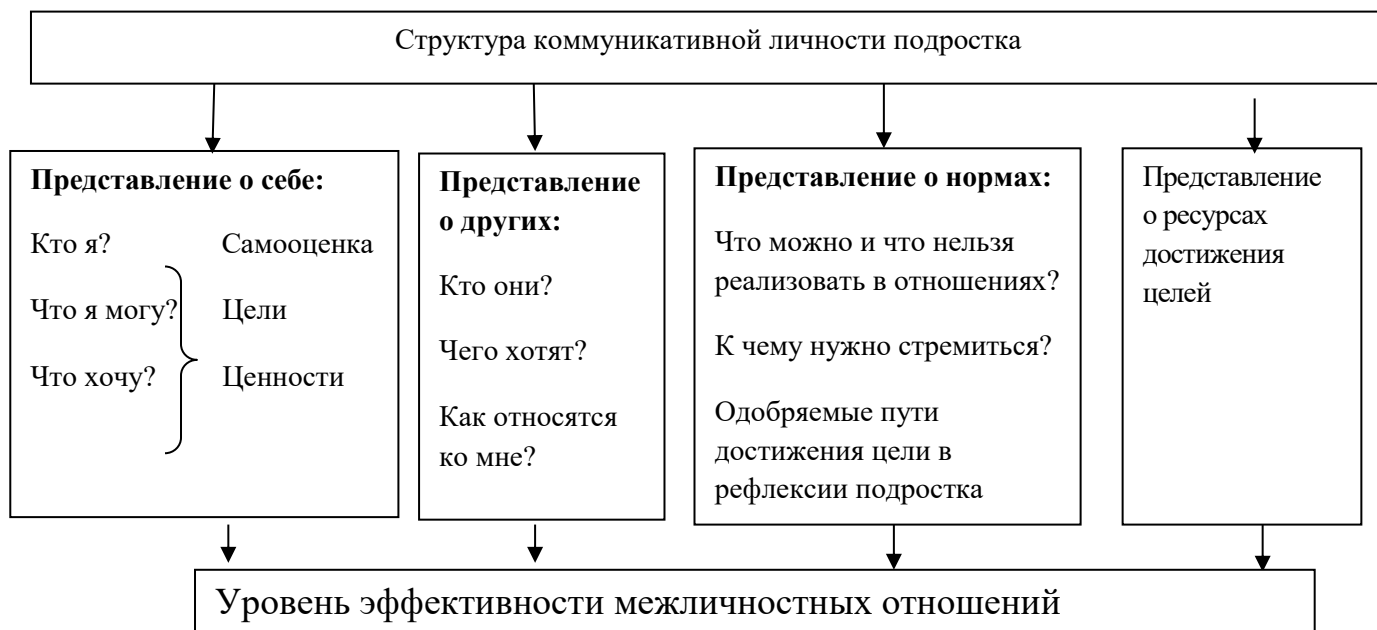 Структура коммуникативной личности подростка
Представление о себе:
Кто я? Самооценка
Что я могу? Цели
Что хочу? Ценности
Представление
о других:
Кто они?
Чего хотят?
Как относятся
ко мне?
Представление о нормах:
Что можно и что нельзя
реализовать в отношениях?
К чему нужно стремиться?
Одобряемые пути
достижения цели в
рефлексии подростка
Представление
о ресурсах
достижения
целей
Уровень эффективности межличностных отношений